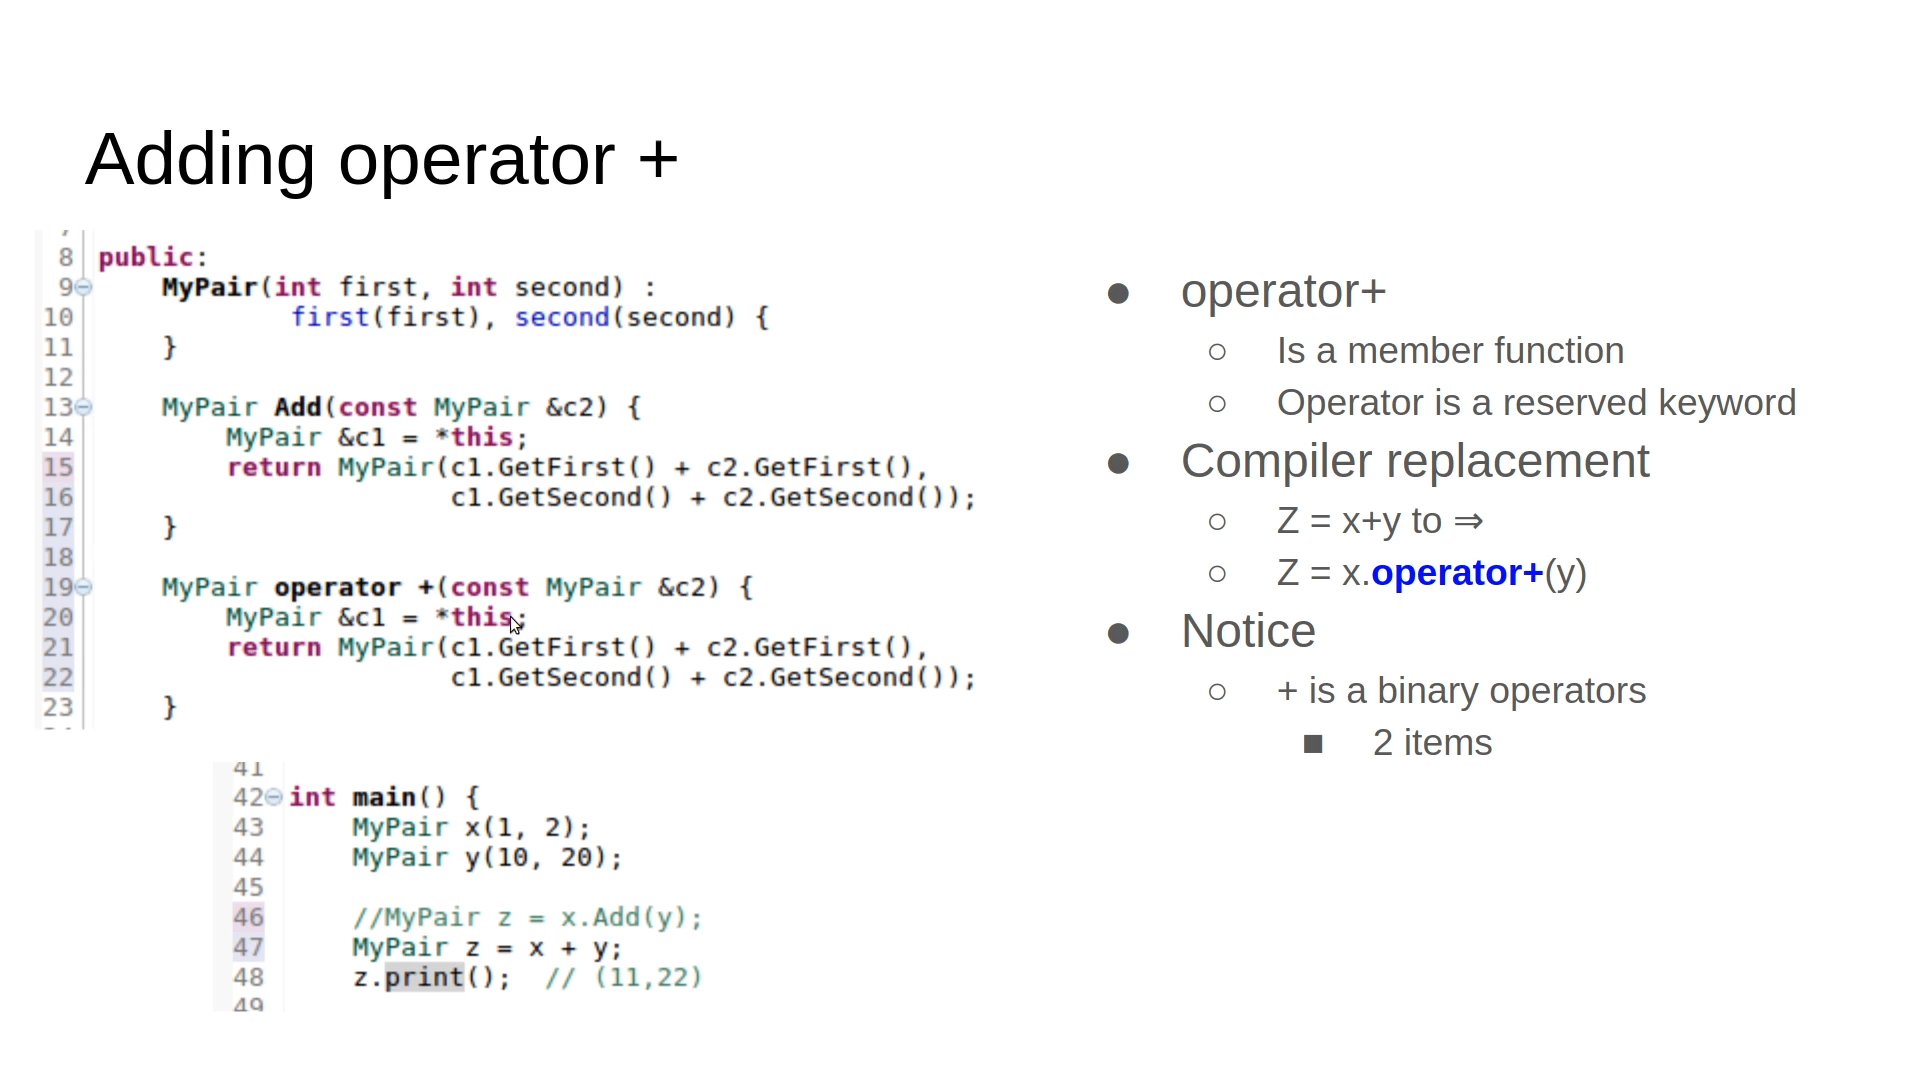 Adding operator +
8 public:
9 MyPair(int first, int second) :
10 first(first), second(second) {
11 }
12
13 MyPair Add(const MyPair &c2) {
14 MyPair &c1 = *this;
15 return MyPair(c1.GetFirst() + c2.GetFirst(),
16 c1.GetSecond() + c2.GetSecond());
17 }
18
19 MyPair operator +(const MyPair &c2) {
20 MyPair &c1 = *this;
21 return MyPair(c1.GetFirst() + c2.GetFirst(),
22 c1.GetSecond() + c2.GetSecond());
23 }
41
42 int main() {
43 MyPair x(1, 2);
44 MyPair y(10, 20);
45
46 //MyPair z = x.Add(y);
47 MyPair z = x + y;
48 z.print(); // (11,22)
49
● operator+
○ Is a member function
○ Operator is a reserved keyword
● Compiler replacement
○ Z = x+y to ⇒
○ Z = x.operator+(y)
● Notice
○ + is a binary operators
■ 2 items